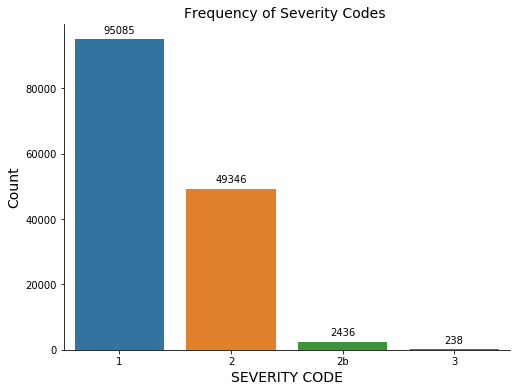 Frequency of Severity Codes
95085
49346
2436
238
80000
60000
40000
20000
0
Count
1 2 2b 3
SEVERITY CODE